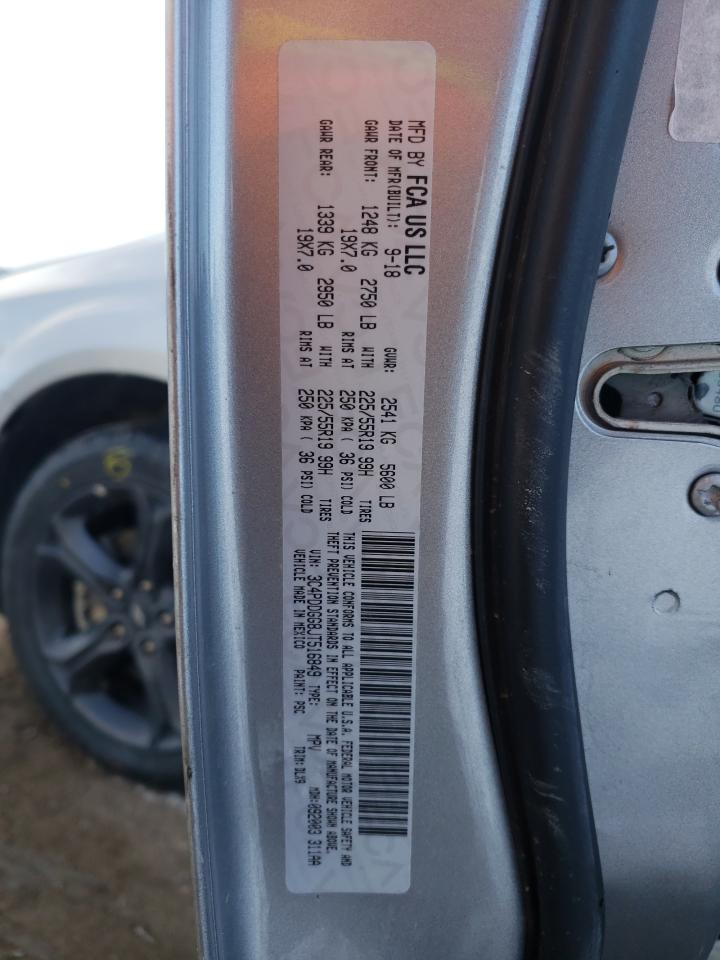 MFD BY FCA US LLC
DATE OF MFR(BUILT): 9-18 GVWR: 2541 KG 5600 LB
GAWR FRONT: 1248 KG 2750 LB WITH 225/55R19 99H TIRES
19X7.0 RIMS AT 250 KPA ( 36 PSI) COLD
GAWR REAR: 1339 KG 2950 LB WITH 225/55R19 99H TIRES
19X7.0 RIMS AT 250 KPA ( 36 PSI) COLD
THIS VEHICLE CONFORMS TO ALL APPLICABLE U.S.A. FEDERAL MOTOR VEHICLE SAFETY AND
THEFT PREVENTION STANDARDS IN EFFECT ON THE DATE OF MANUFACTURE SHOWN ABOVE.
VIN: 3C4PDDGG8JT516849 TYPE: MPV MDH:092003 311AA
VEHICLE MADE IN MEXICO PAINT: PSC TRIM:DLX9